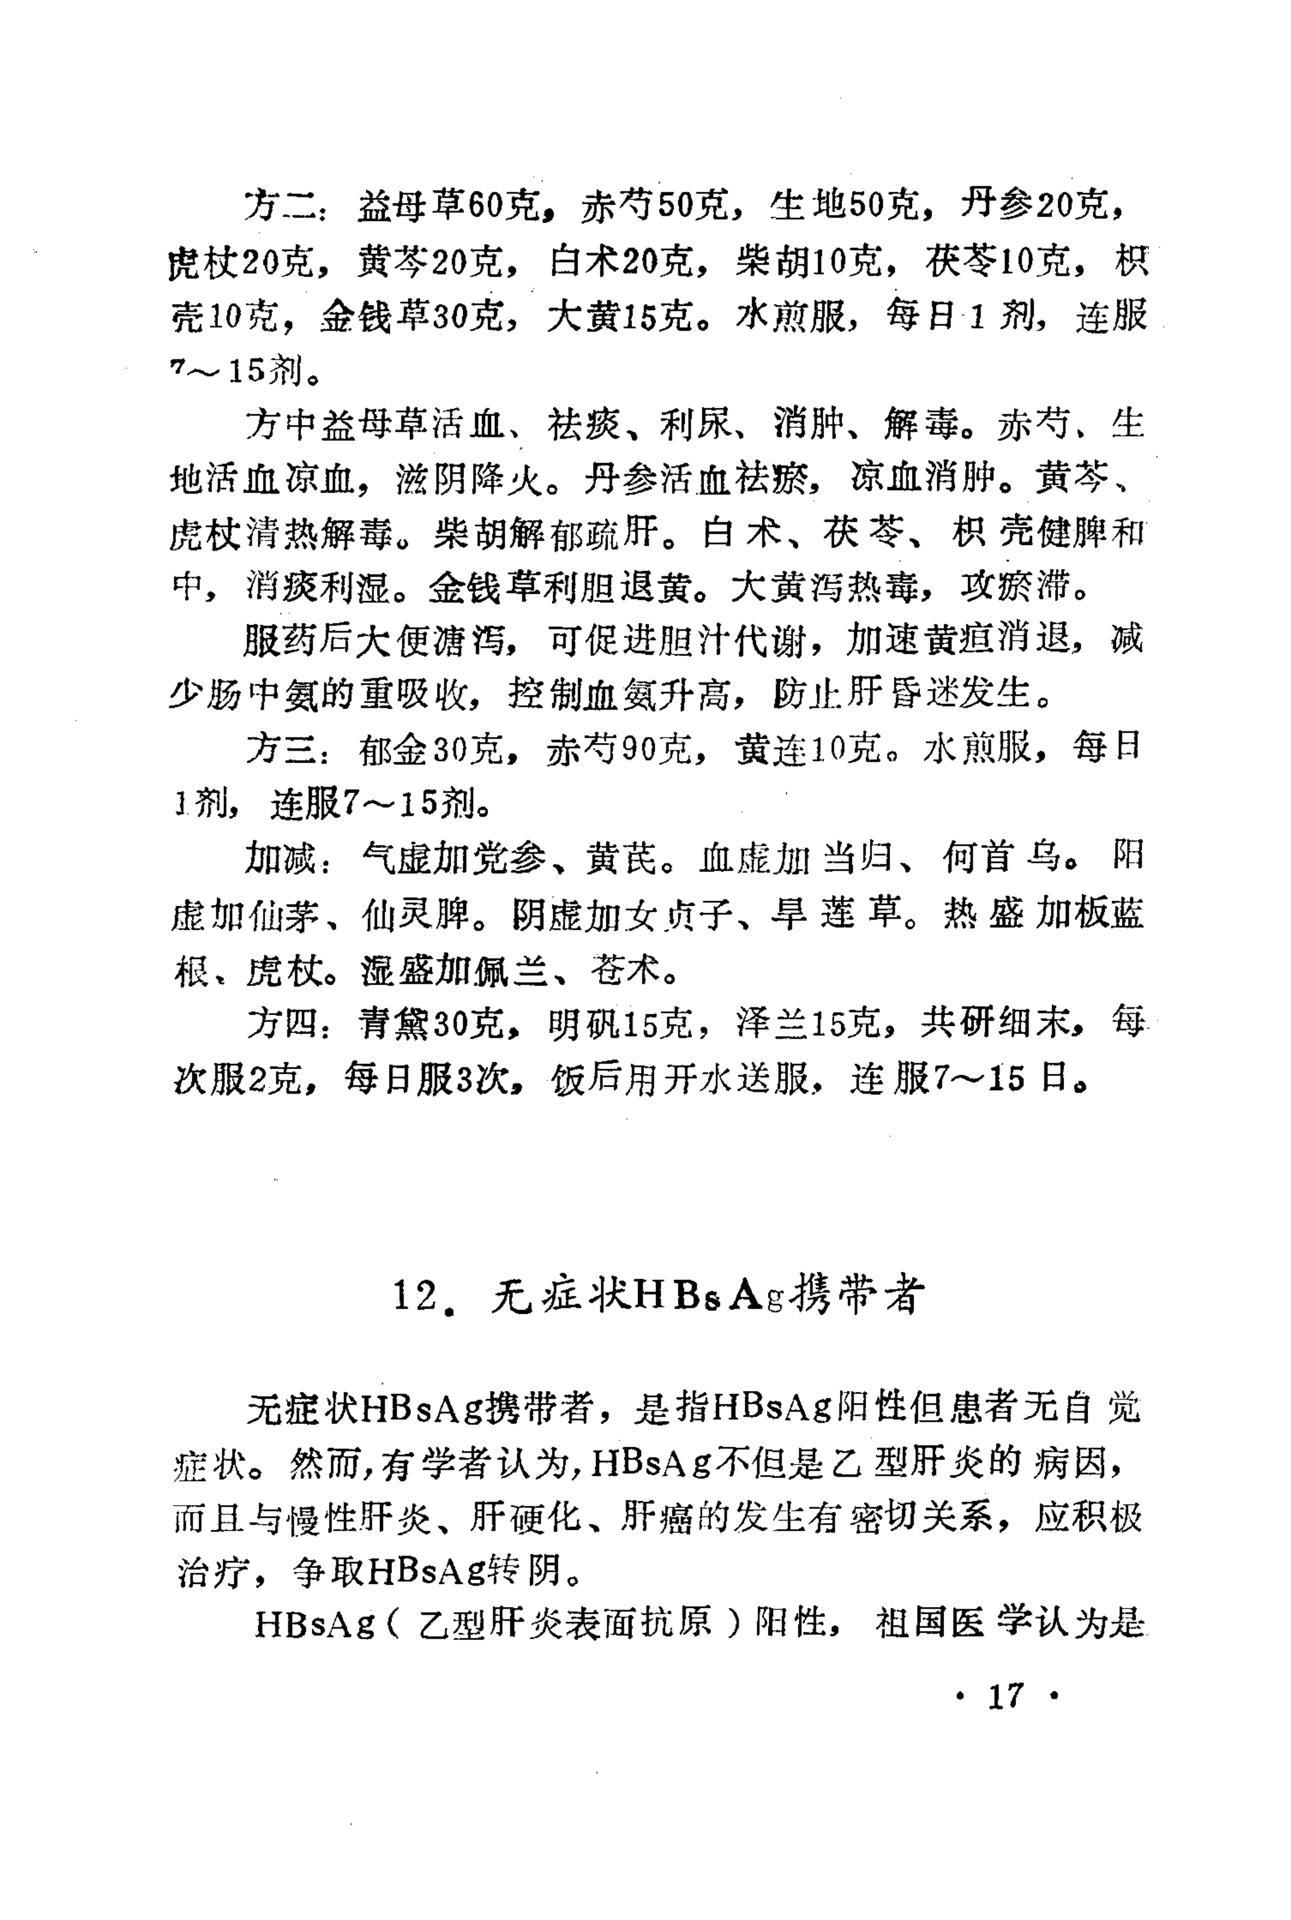 方二：益母草60克，赤芍50克，生地50克，丹参20克，
虎杖20克，黄芩20克，白术20克，柴胡10克，茯苓10克，枳
壳10克，金钱草30克，大黄15克。水煎服，每日1剂，连服
7～15剂。
方中益母草活血、祛痰、利尿、消肿、解毒。赤芍、生
地活血凉血，滋阴降火。丹参活血祛瘀，凉血消肿。黄芩、
虎杖清热解毒。柴胡解郁疏肝。白术、茯苓、枳壳健脾和
中，消痰利湿。金钱草利胆退黄。大黄泻热毒，攻瘀滞。
服药后大便溏泻，可促进胆汁代谢，加速黄疸消退，减
少肠中氨的重吸收，控制血氨升高，防止肝昏迷发生。
方三：郁金30克，赤芍90克，黄连10克。水煎服，每日
1剂，连服7～15剂。
加减：气虚加党参、黄芪。血虚加当归、何首乌。阳
虚加仙茅、仙灵脾。阴虚加女贞子、旱莲草。热盛加板蓝
根、虎杖。湿盛加佩兰、苍术。
方四：青黛30克，明矾15克，泽兰15克，共研细末，每
次服2克，每日服3次，饭后用开水送服，连服7～15日。
12．无症状HBsAg携带者
无症状HBsAg携带者，是指HBsAg阳性但患者无自觉
症状。然而，有学者认为，HBsAg不但是乙型肝炎的病因，
而且与慢性肝炎、肝硬化、肝癌的发生有密切关系，应积极
治疗，争取HBsAg转阴。
HBsAg（乙型肝炎表面抗原）阳性，祖国医学认为是
· 17 ·